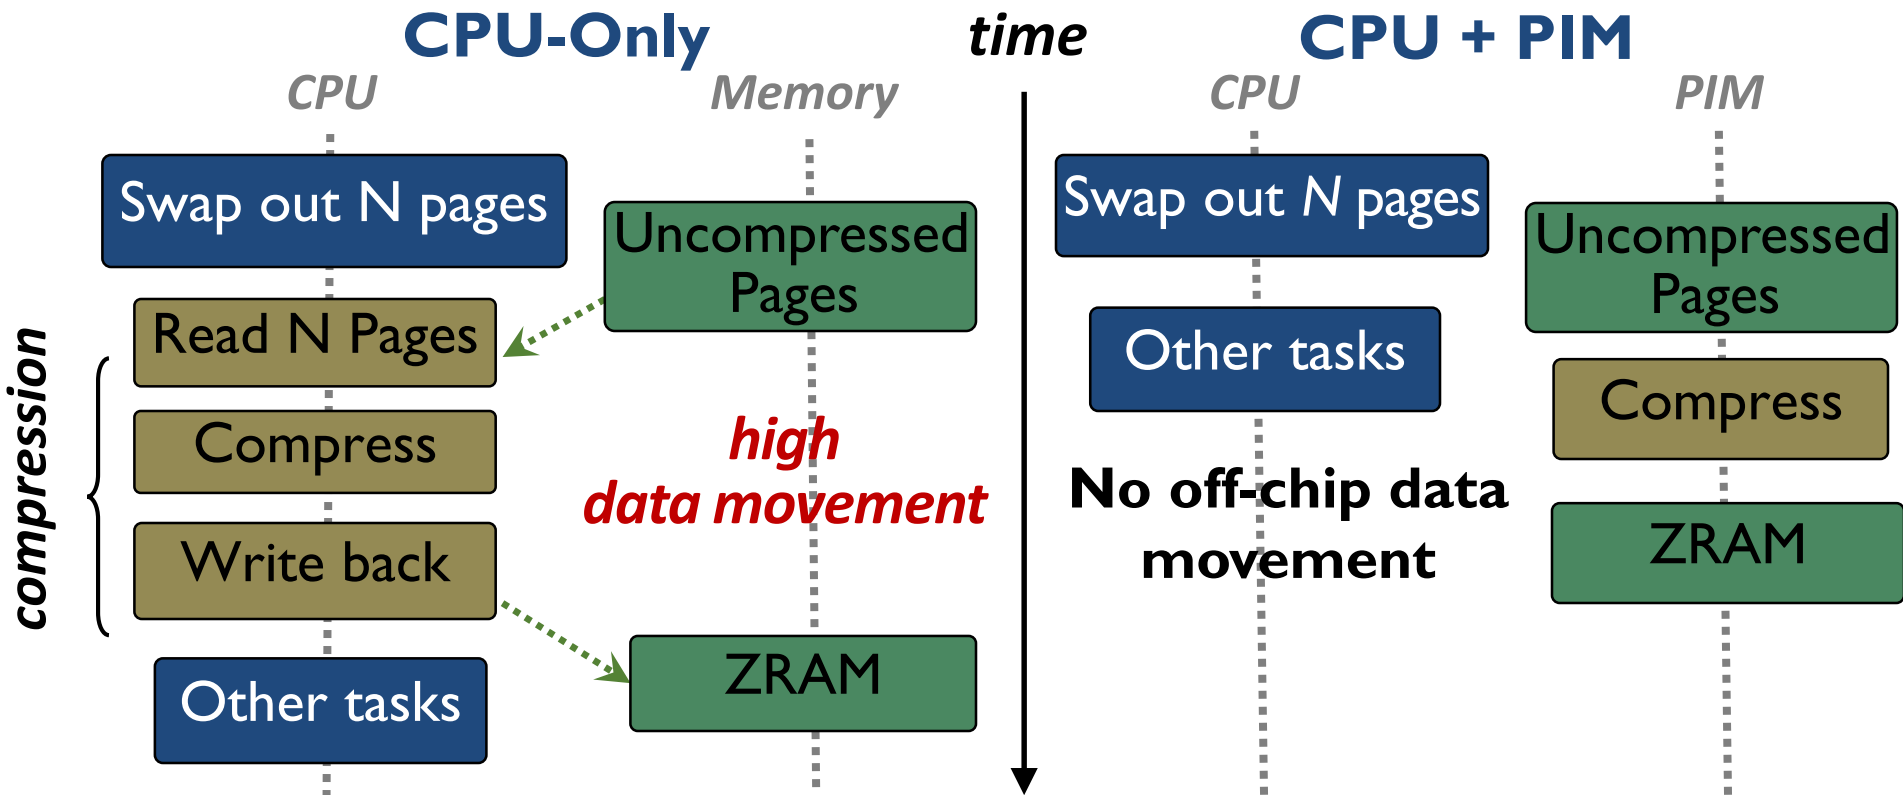 CPU-Only
time
CPU + PIM
CPU
Memory
CPU
PIM
Swap out N pages
Uncompressed
Pages
Read N Pages
Compress
Write back
compression
high
data movement
ZRAM
Other tasks
Swap out N pages
Other tasks
No off-chip data
movement
Uncompressed
Pages
Compress
ZRAM